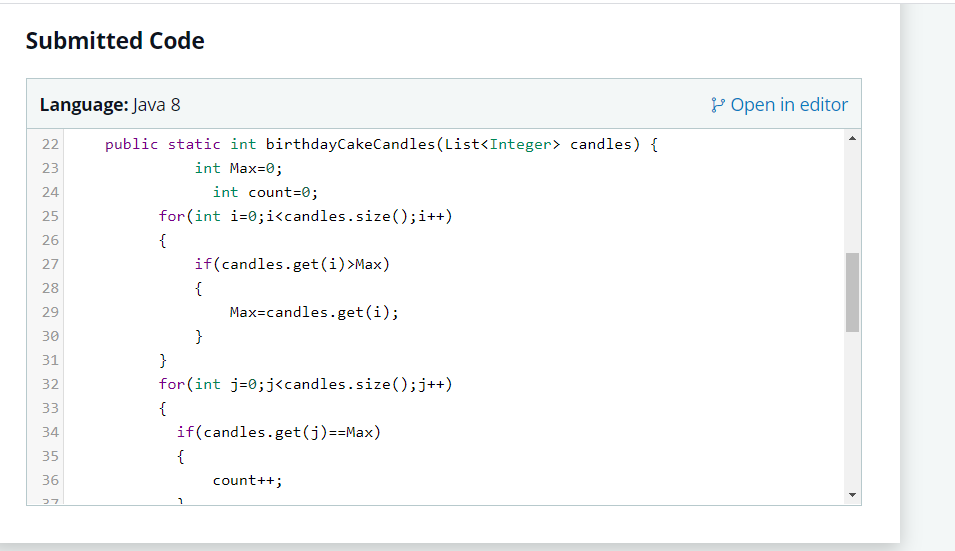 Submitted Code
Language: Java 8 Open in editor
22 public static int birthdayCakeCandles(List<Integer> candles) {
23 int Max=0;
24 int count=0;
25 for(int i=0;i<candles.size();i++)
26 {
27 if(candles.get(i)>Max)
28 {
29 Max=candles.get(i);
30 }
31 }
32 for(int j=0;j<candles.size();j++)
33 {
34 if(candles.get(j)==Max)
35 {
36 count++;
37 }